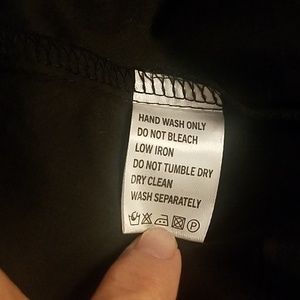 HAND WASH ONLY
DO NOT BLEACH
LOW IRON
DO NOT TUMBLE DRY
DRY CLEAN
WASH SEPARATELY
P